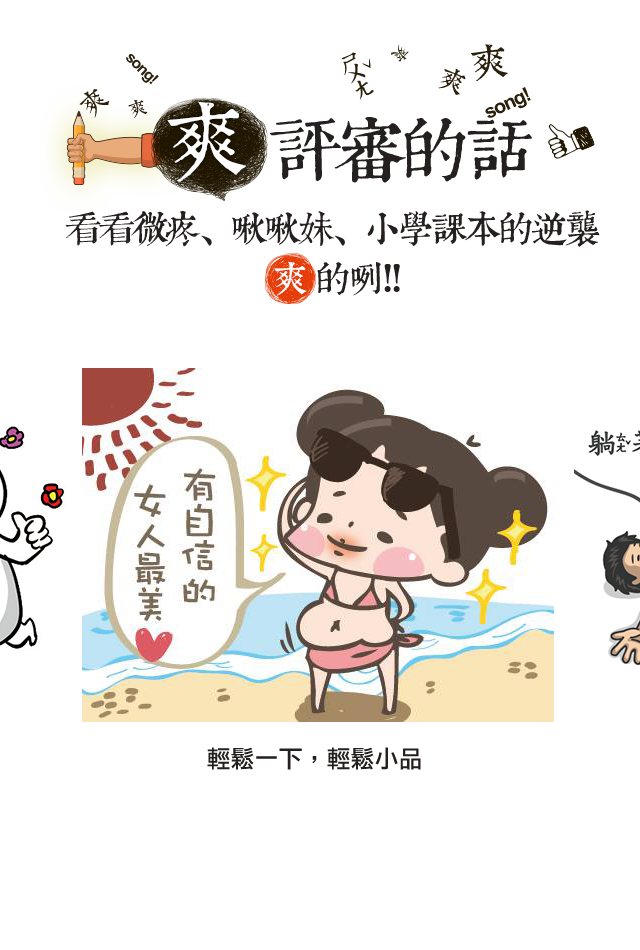 song!
爽
爽
ㄕㄨㄤˇ
爽
爽
爽
song!
爽 評審的話
看看微疼、啾啾妹、小學課本的逆襲
爽的咧!!
躺
有自信的
女人最美
輕鬆一下，輕鬆小品